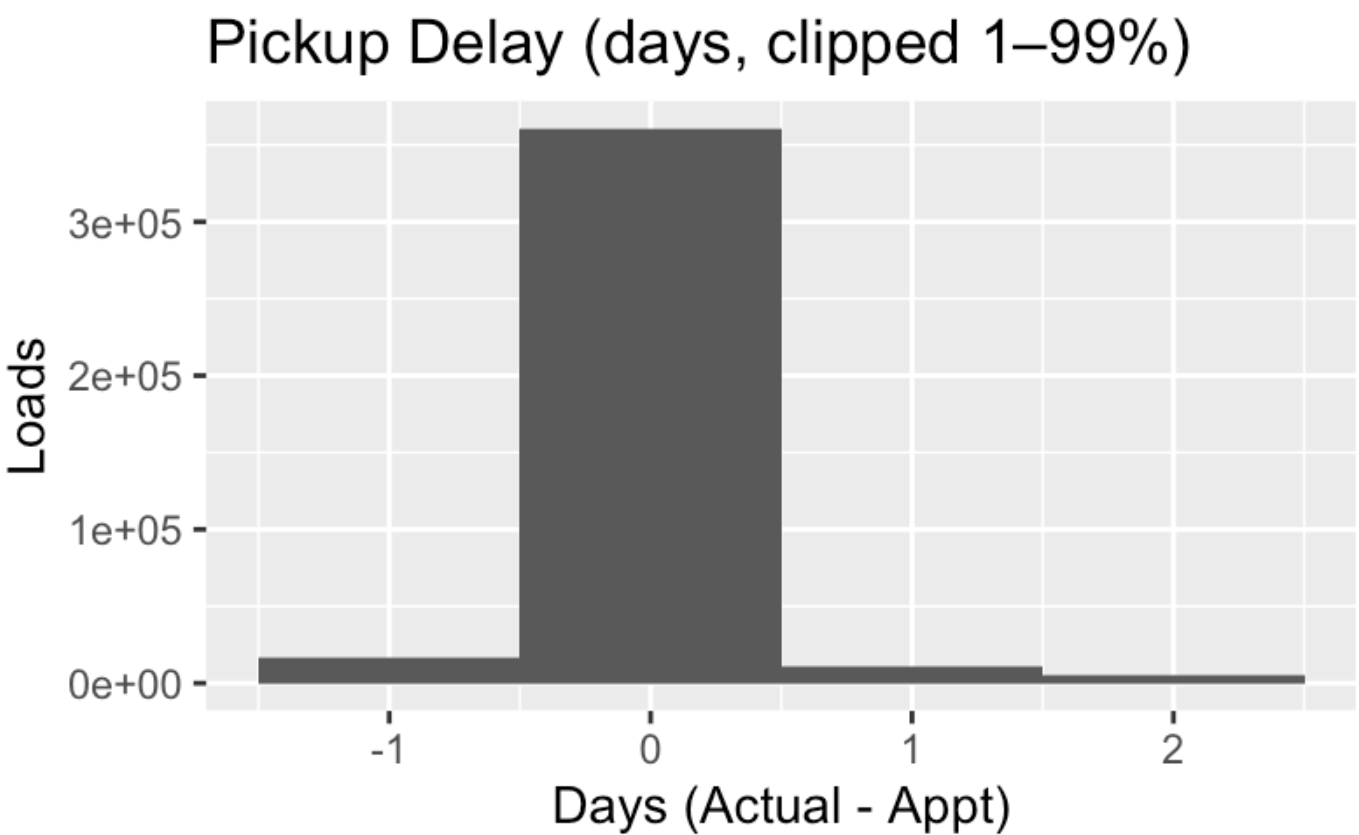 Pickup Delay (days, clipped 1–99%)
Loads
3e+05
2e+05
1e+05
0e+00
-1 0 1 2
Days (Actual - Appt)